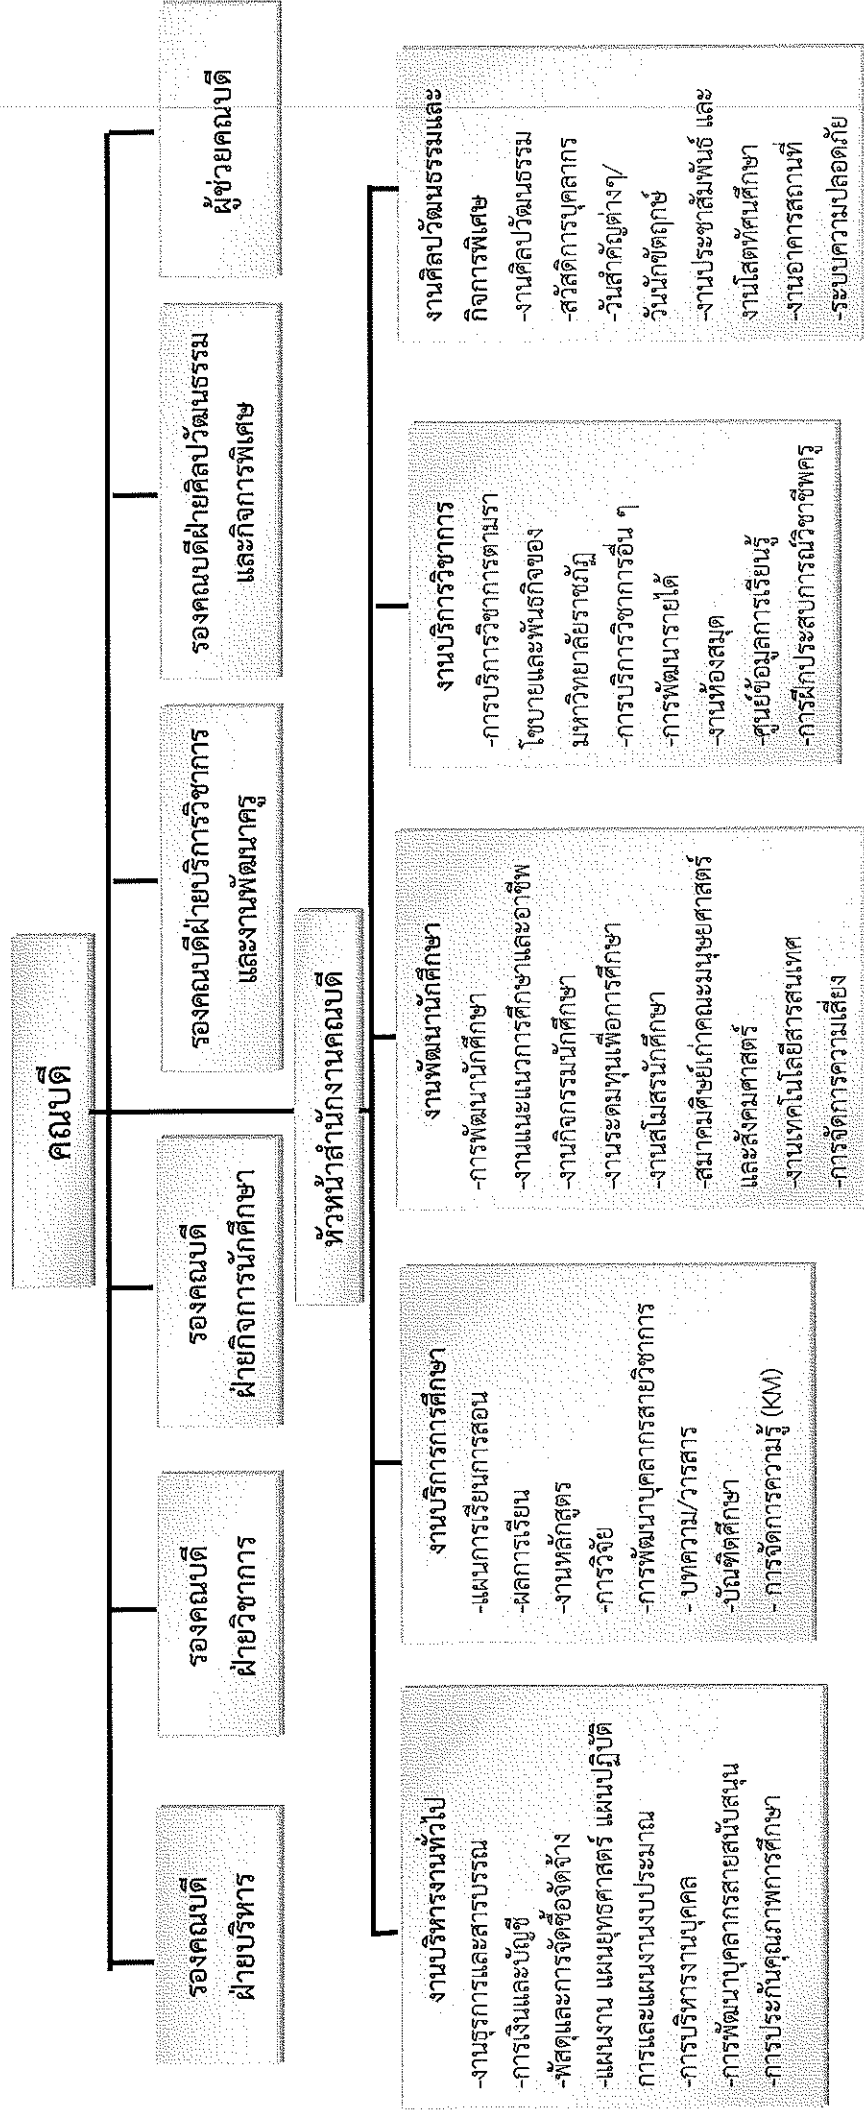 คณบดี
รองคณบดี
ฝ่ายบริหาร
รองคณบดี
ฝ่ายวิชาการ
รองคณบดี
ฝ่ายกิจการนักศึกษา
รองคณบดีฝ่ายบริการวิชาการ
และงานพัฒนาครู
รองคณบดีฝ่ายศิลปวัฒนธรรม
และกิจการพิเศษ
ผู้ช่วยคณบดี
หัวหน้าสำนักงานคณบดี
งานบริหารงานทั่วไป
-งานธุรการและสารบรรณ
-การเงินและบัญชี
-พัสดุและการจัดซื้อจัดจ้าง
-แผนงาน แผนยุทธศาสตร์ แผนปฏิบัติ
การและแผนงานงบประมาณ
-การบริหารงานบุคคล
-การพัฒนาบุคลากรสายสนับสนุน
-การประกันคุณภาพการศึกษา
งานบริการการศึกษา
-แผนการเรียนการสอน
-ผลการเรียน
-งานหลักสูตร
-การวิจัย
-การพัฒนาบุคลากรสายวิชาการ
- บทความ/วารสาร
-บัณฑิตศึกษา
- การจัดการความรู้ (KM)
งานพัฒนานักศึกษา
-การพัฒนานักศึกษา
-งานแนะแนวการศึกษาและอาชีพ
-งานกิจกรรมนักศึกษา
-งานระดมทุนเพื่อการศึกษา
-งานสโมสรนักศึกษา
-สมาคมศิษย์เก่าคณะมนุษยศาสตร์
และสังคมศาสตร์
-งานเทคโนโลยีสารสนเทศ
-การจัดการความเสี่ยง
งานบริการวิชาการ
-การบริการวิชาการตามรา
โชบายและพันธกิจของ
มหาวิทยาลัยราชภัฏ
-การบริการวิชาการอื่น ๆ
-การพัฒนารายได้
-งานห้องสมุด
-ศูนย์ข้อมูลการเรียนรู้
-การฝึกประสบการณ์วิชาชีพครู
งานศิลปวัฒนธรรมและ
กิจการพิเศษ
-งานศิลปวัฒนธรรม
-สวัสดิการบุคลากร
-วันสำคัญต่างๆ/
วันนักขัตฤกษ์
-งานประชาสัมพันธ์ และ
งานโสตทัศนศึกษา
-งานอาคารสถานที่
-ระบบความปลอดภัย